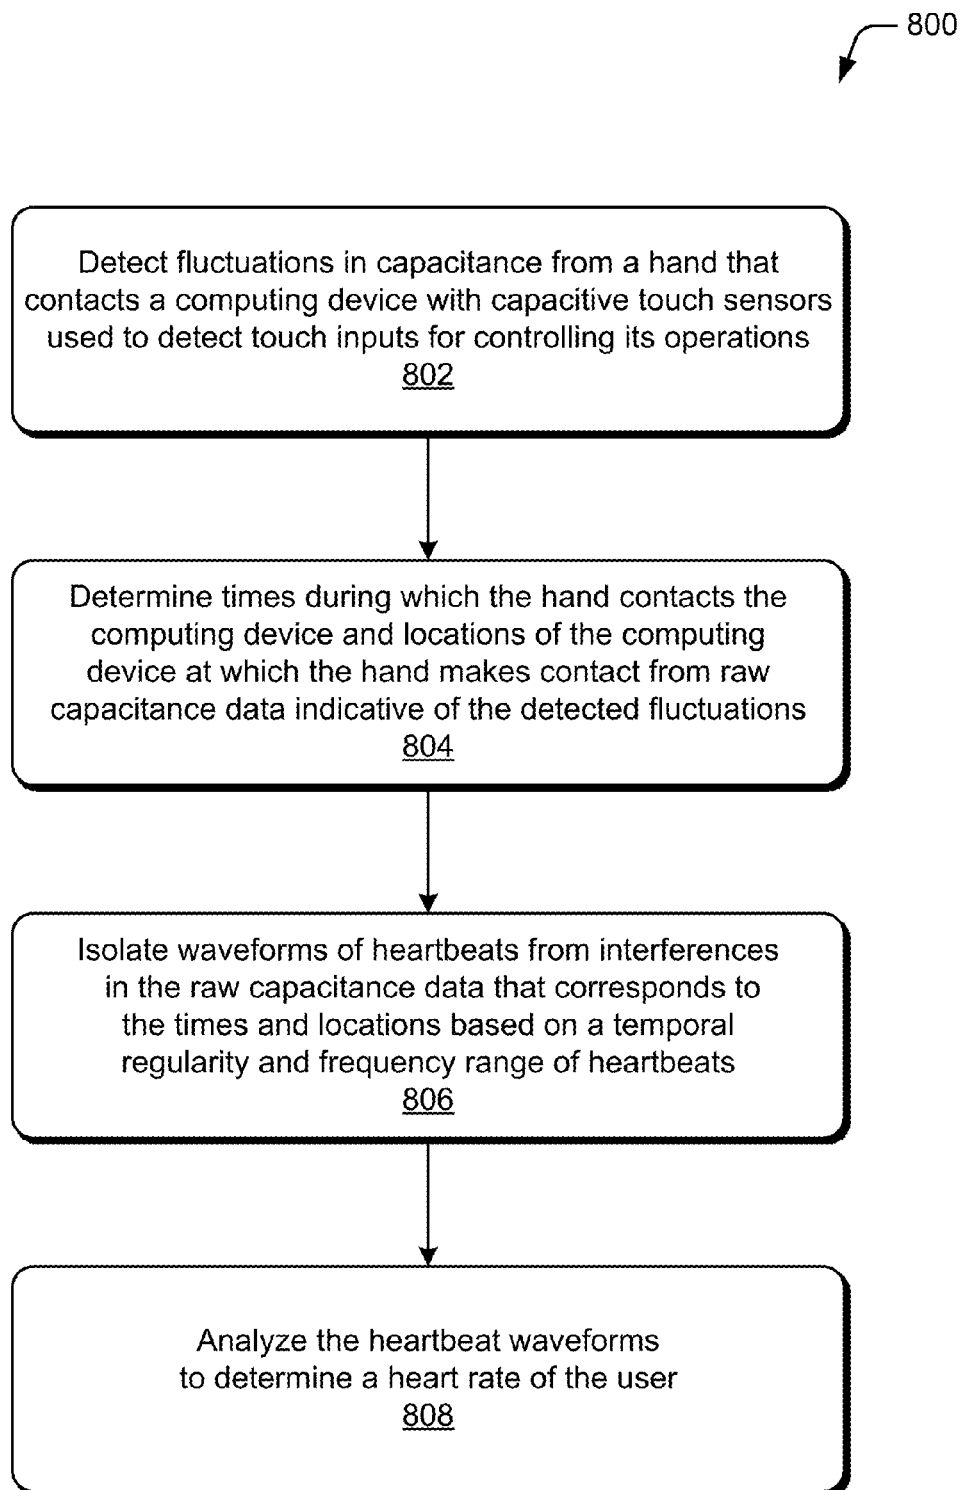 800
Detect fluctuations in capacitance from a hand that
contacts a computing device with capacitive touch sensors
used to detect touch inputs for controlling its operations
802
Determine times during which the hand contacts the
computing device and locations of the computing
device at which the hand makes contact from raw
capacitance data indicative of the detected fluctuations
804
Isolate waveforms of heartbeats from interferences
in the raw capacitance data that corresponds to
the times and locations based on a temporal
regularity and frequency range of heartbeats
806
Analyze the heartbeat waveforms
to determine a heart rate of the user
808